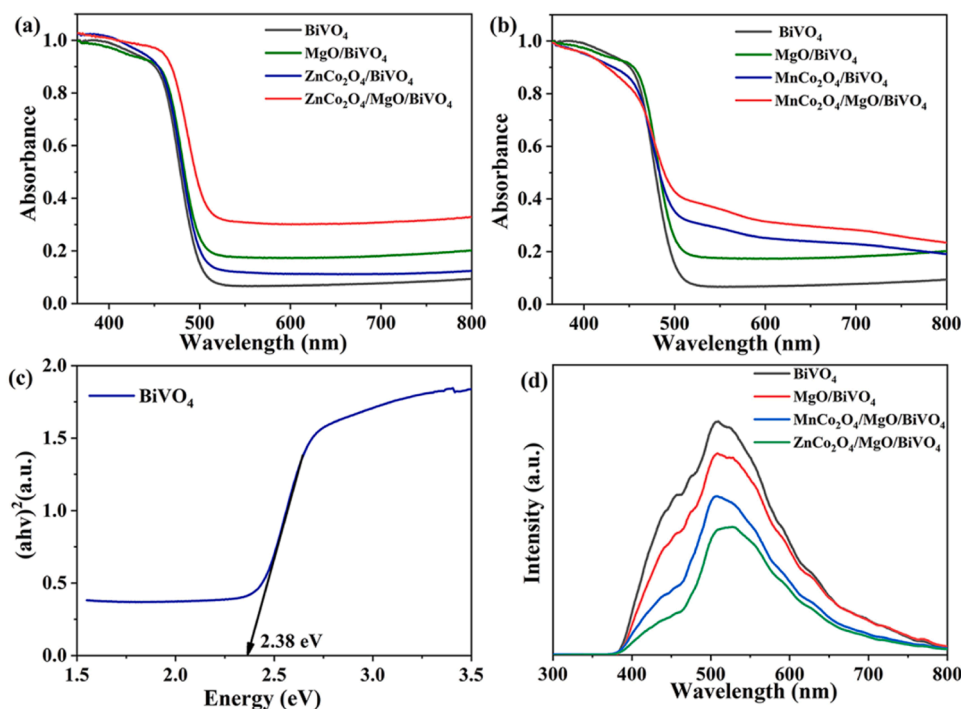 (a)
BiVO₄
MgO/BiVO₄
ZnCo₂O₄/BiVO₄
ZnCo₂O₄/MgO/BiVO₄
Absorbance
1.0
0.8
0.6
0.4
0.2
0.0
400 500 600 700 800
Wavelength (nm)
(b)
BiVO₄
MgO/BiVO₄
MnCo₂O₄/BiVO₄
MnCo₂O₄/MgO/BiVO₄
Absorbance
1.0
0.8
0.6
0.4
0.2
0.0
400 500 600 700 800
Wavelength (nm)
(c)
BiVO₄
(ahv)²(a.u.)
2.0
1.5
1.0
0.5
0.0
2.38 eV
1.5 2.0 2.5 3.0 3.5
Energy (eV)
(d)
BiVO₄
MgO/BiVO₄
MnCo₂O₄/MgO/BiVO₄
ZnCo₂O₄/MgO/BiVO₄
Intensity (a.u.)
300 400 500 600 700 800
Wavelength (nm)